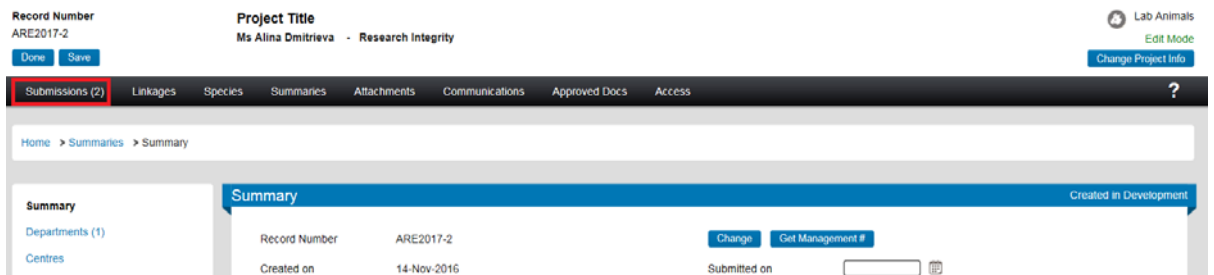 Record Number
ARE2017-2
Done Save
Project Title
Ms Alina Dmitrieva - Research Integrity
Lab Animals
Edit Mode
Change Project Info
Submissions (2) Linkages Species Summaries Attachments Communications Approved Docs Access ?
Home > Summaries > Summary
Summary
Departments (1)
Centres
Summary Created in Development
Record Number ARE2017-2 Change Get Management #
Created on 14-Nov-2016 Submitted on